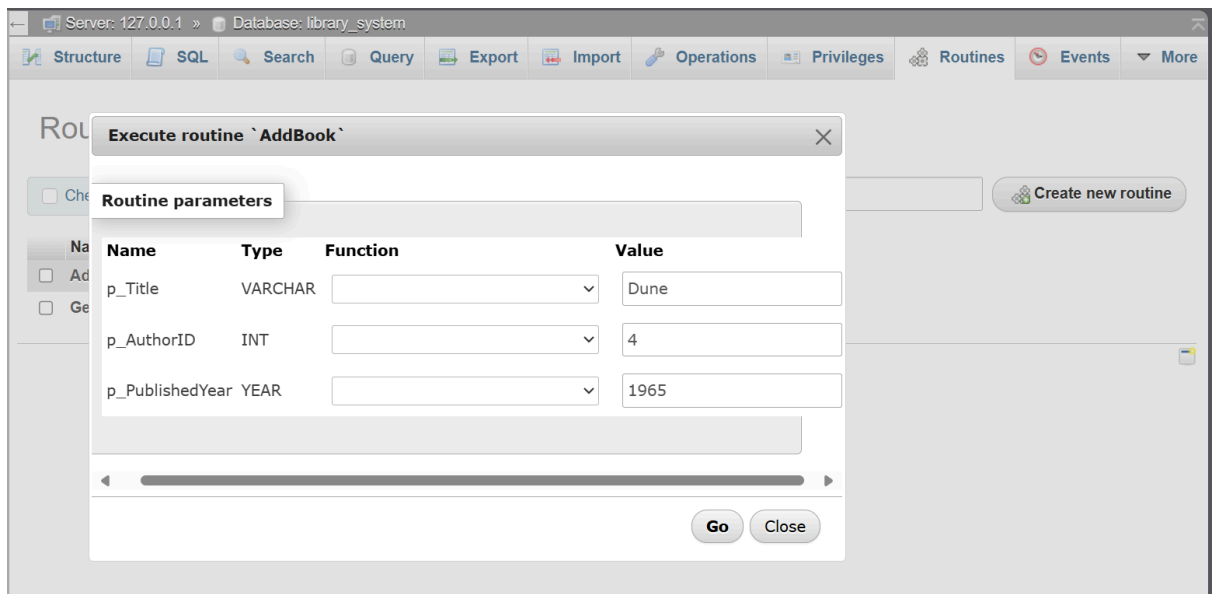 Server: 127.0.0.1 » Database: library_system
Structure SQL Search Query Export Import Operations Privileges Routines Events More
Rou
Execute routine `AddBook`
Che
Routine parameters
Create new routine
Na
Name Type Function Value
Ad
p_Title VARCHAR Dune
Ge
p_AuthorID INT 4
p_PublishedYear YEAR 1965
Go Close